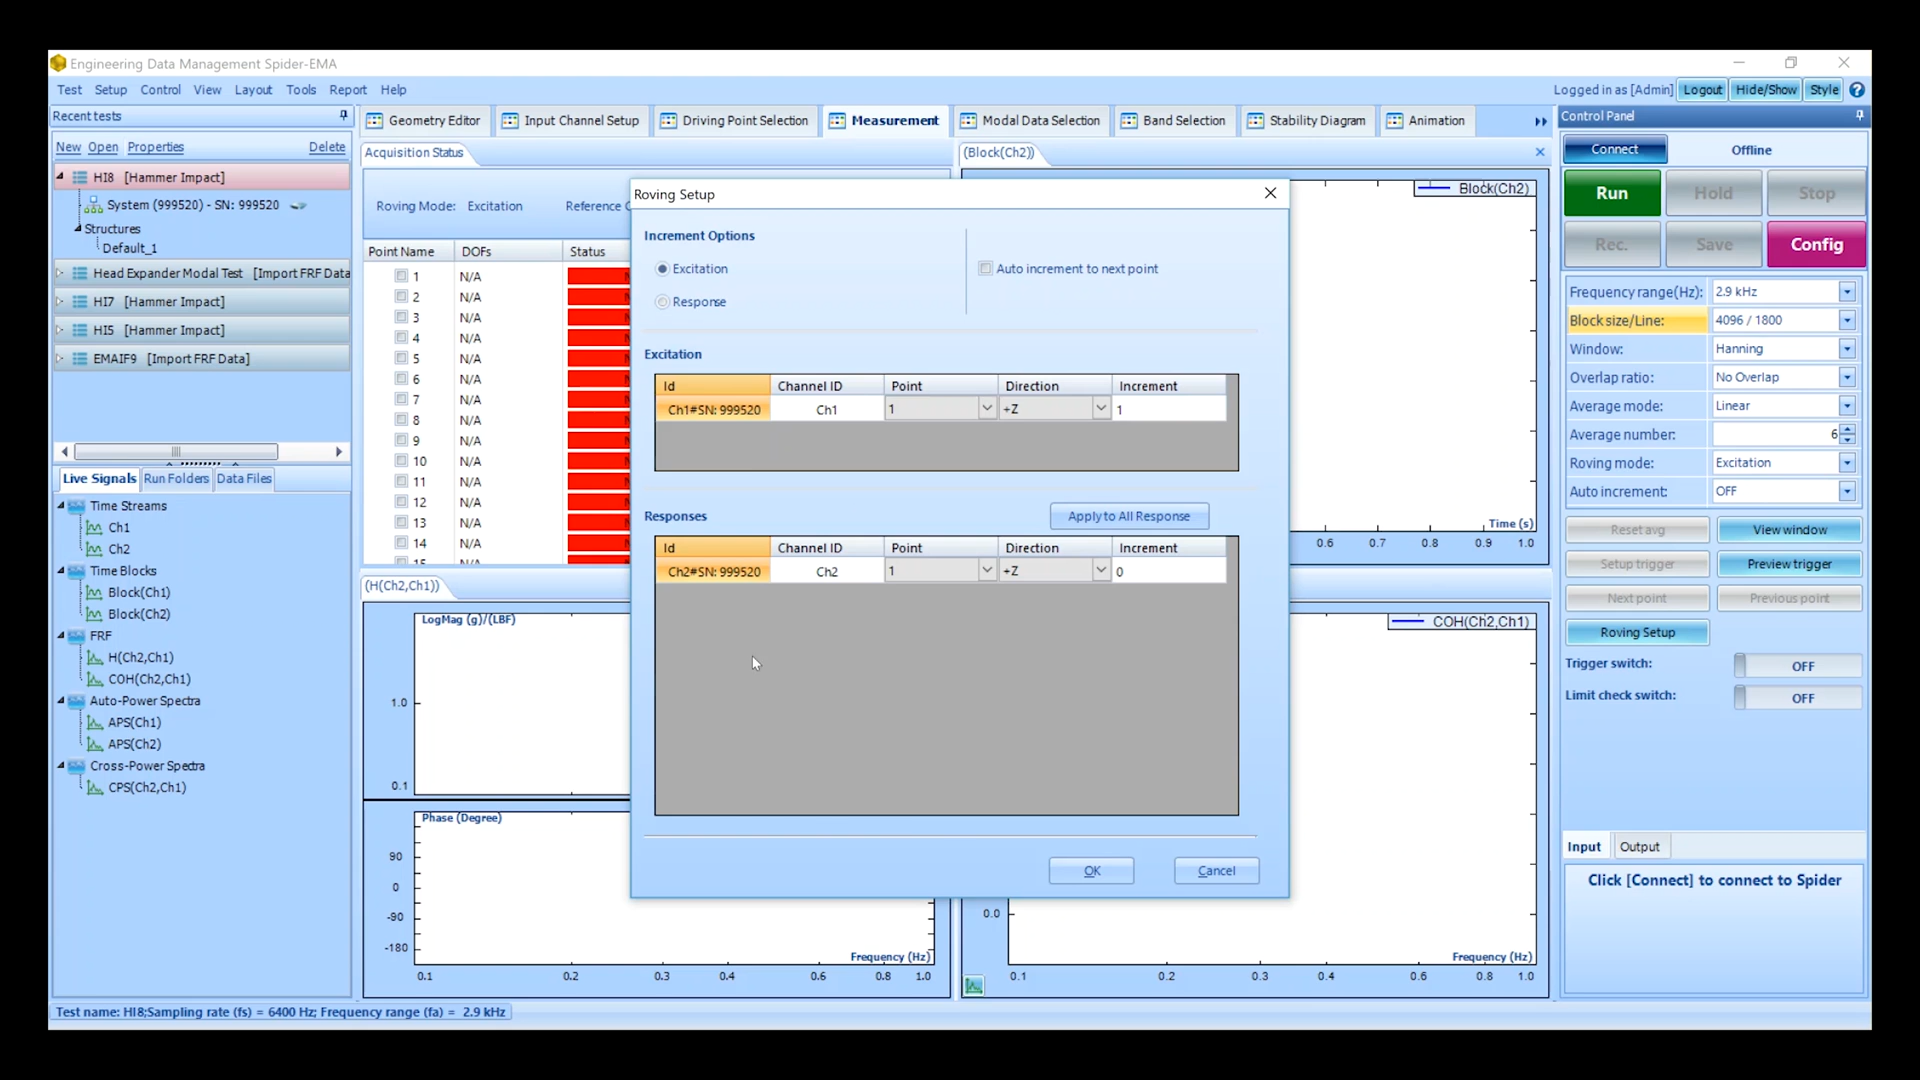 Engineering Data Management Spider-EMA
Test Setup Control View Layout Tools Report Help
Logged in as [Admin] Logout Hide/Show Style
Recent tests
New Open Properties Delete
HI8 [Hammer Impact]
System (999520) - SN: 999520
Structures
Default_1
Head Expander Modal Test [Import FRF Data
HI7 [Hammer Impact]
HI5 [Hammer Impact]
EMAIF9 [Import FRF Data]
Live Signals Run Folders Data Files
Time Streams
Ch1
Ch2
Time Blocks
Block(Ch1)
Block(Ch2)
FRF
H(Ch2,Ch1)
COH(Ch2,Ch1)
Auto-Power Spectra
APS(Ch1)
APS(Ch2)
Cross-Power Spectra
CPS(Ch2,Ch1)
Geometry Editor Input Channel Setup Driving Point Selection Measurement Modal Data Selection Band Selection Stability Diagram Animation
Acquisition Status
Roving Mode: Excitation Reference
Point Name DOFs Status
1 N/A
2 N/A
3 N/A
4 N/A
5 N/A
6 N/A
7 N/A
8 N/A
9 N/A
10 N/A
11 N/A
12 N/A
13 N/A
14 N/A
(Block(Ch2))
Block(Ch2)
Time (s)
0.6 0.7 0.8 0.9 1.0
Roving Setup
Increment Options
Excitation
Auto increment to next point
Response
Excitation
Id Channel ID Point Direction Increment
Ch1#SN: 999520 Ch1 1 +Z 1
Responses
Apply to All Response
Id Channel ID Point Direction Increment
Ch2#SN: 999520 Ch2 1 +Z 0
OK Cancel
(H(Ch2,Ch1))
LogMag (g)/(LBF)
1.0
0.1
Phase (Degree)
90
0
-90
-180
Frequency (Hz)
0.1 0.2 0.3 0.4 0.6 0.8 1.0
COH(Ch2,Ch1)
0.0
Frequency (Hz)
0.1 0.2 0.3 0.4 0.6 0.8 1.0
Control Panel
Connect Offline
Run Hold Stop
Rec. Save Config
Frequency range(Hz): 2.9 kHz
Block size/Line: 4096 / 1800
Window: Hanning
Overlap ratio: No Overlap
Average mode: Linear
Average number: 6
Roving mode: Excitation
Auto increment: OFF
Reset avg View window
Setup trigger Preview trigger
Next point Previous point
Roving Setup
Trigger switch: OFF
Limit check switch: OFF
Input Output
Click [Connect] to connect to Spider
Test name: HI8;Sampling rate (fs) = 6400 Hz; Frequency range (fa) = 2.9 kHz